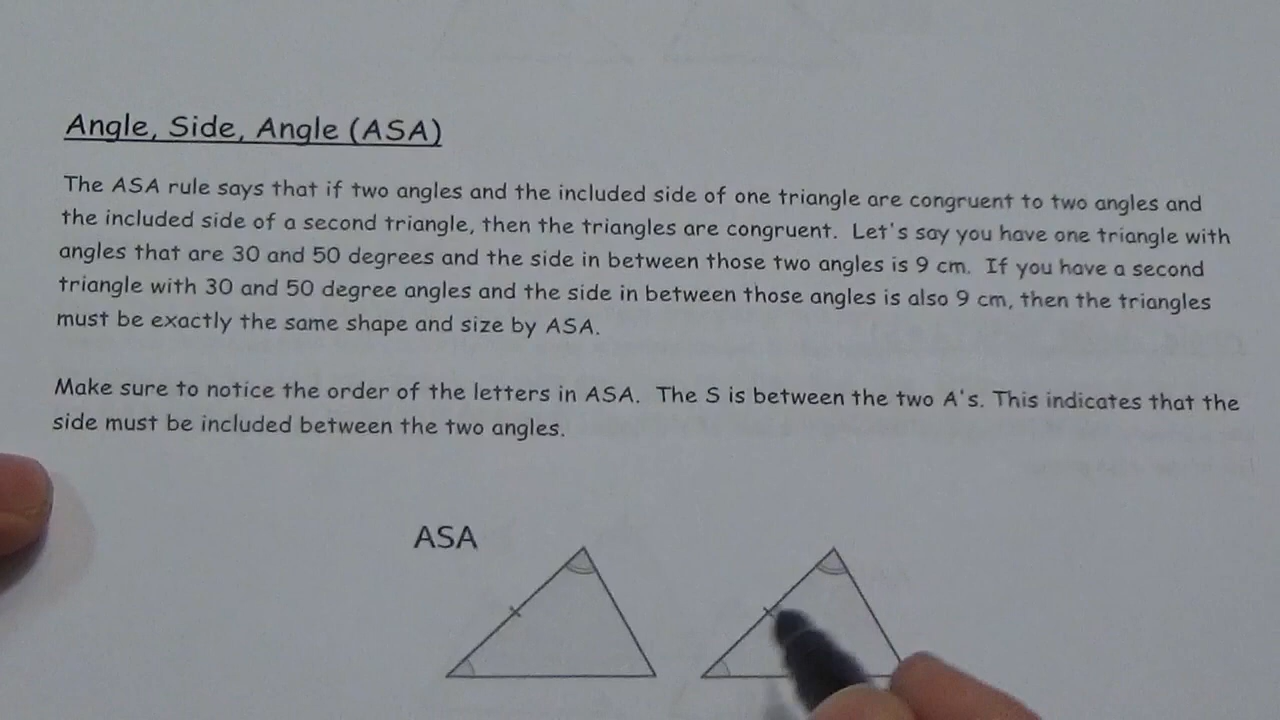 Angle, Side, Angle (ASA)
The ASA rule says that if two angles and the included side of one triangle are congruent to two angles and
the included side of a second triangle, then the triangles are congruent. Let's say you have one triangle with
angles that are 30 and 50 degrees and the side in between those two angles is 9 cm. If you have a second
triangle with 30 and 50 degree angles and the side in between those angles is also 9 cm, then the triangles
must be exactly the same shape and size by ASA.
Make sure to notice the order of the letters in ASA. The S is between the two A's. This indicates that the
side must be included between the two angles.
ASA